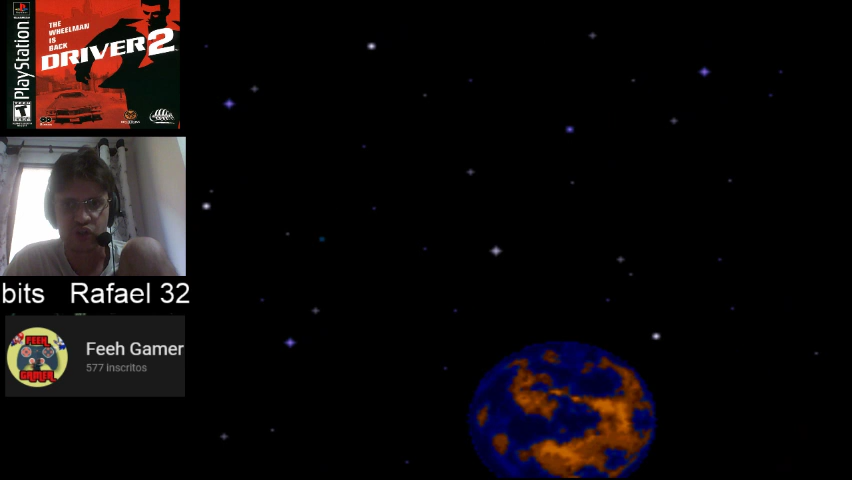 PlayStation
THE
WHEELMAN
IS
BACK
DRIVER 2
bits Rafael 32
FEEH
GAMER
Feeh Gamer
577 inscritos